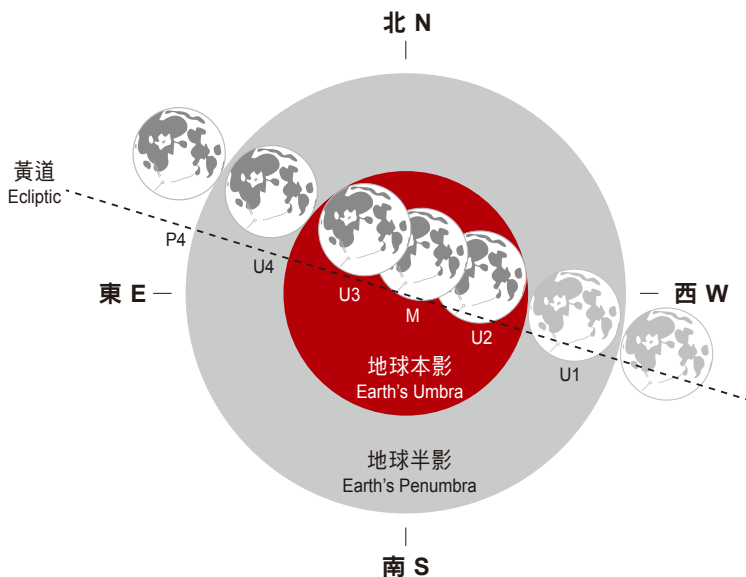 北 N
黃道
Ecliptic
P4
U4
東 E
西 W
U3
M
U2
U1
地球本影
Earth's Umbra
地球半影
Earth's Penumbra
南 S